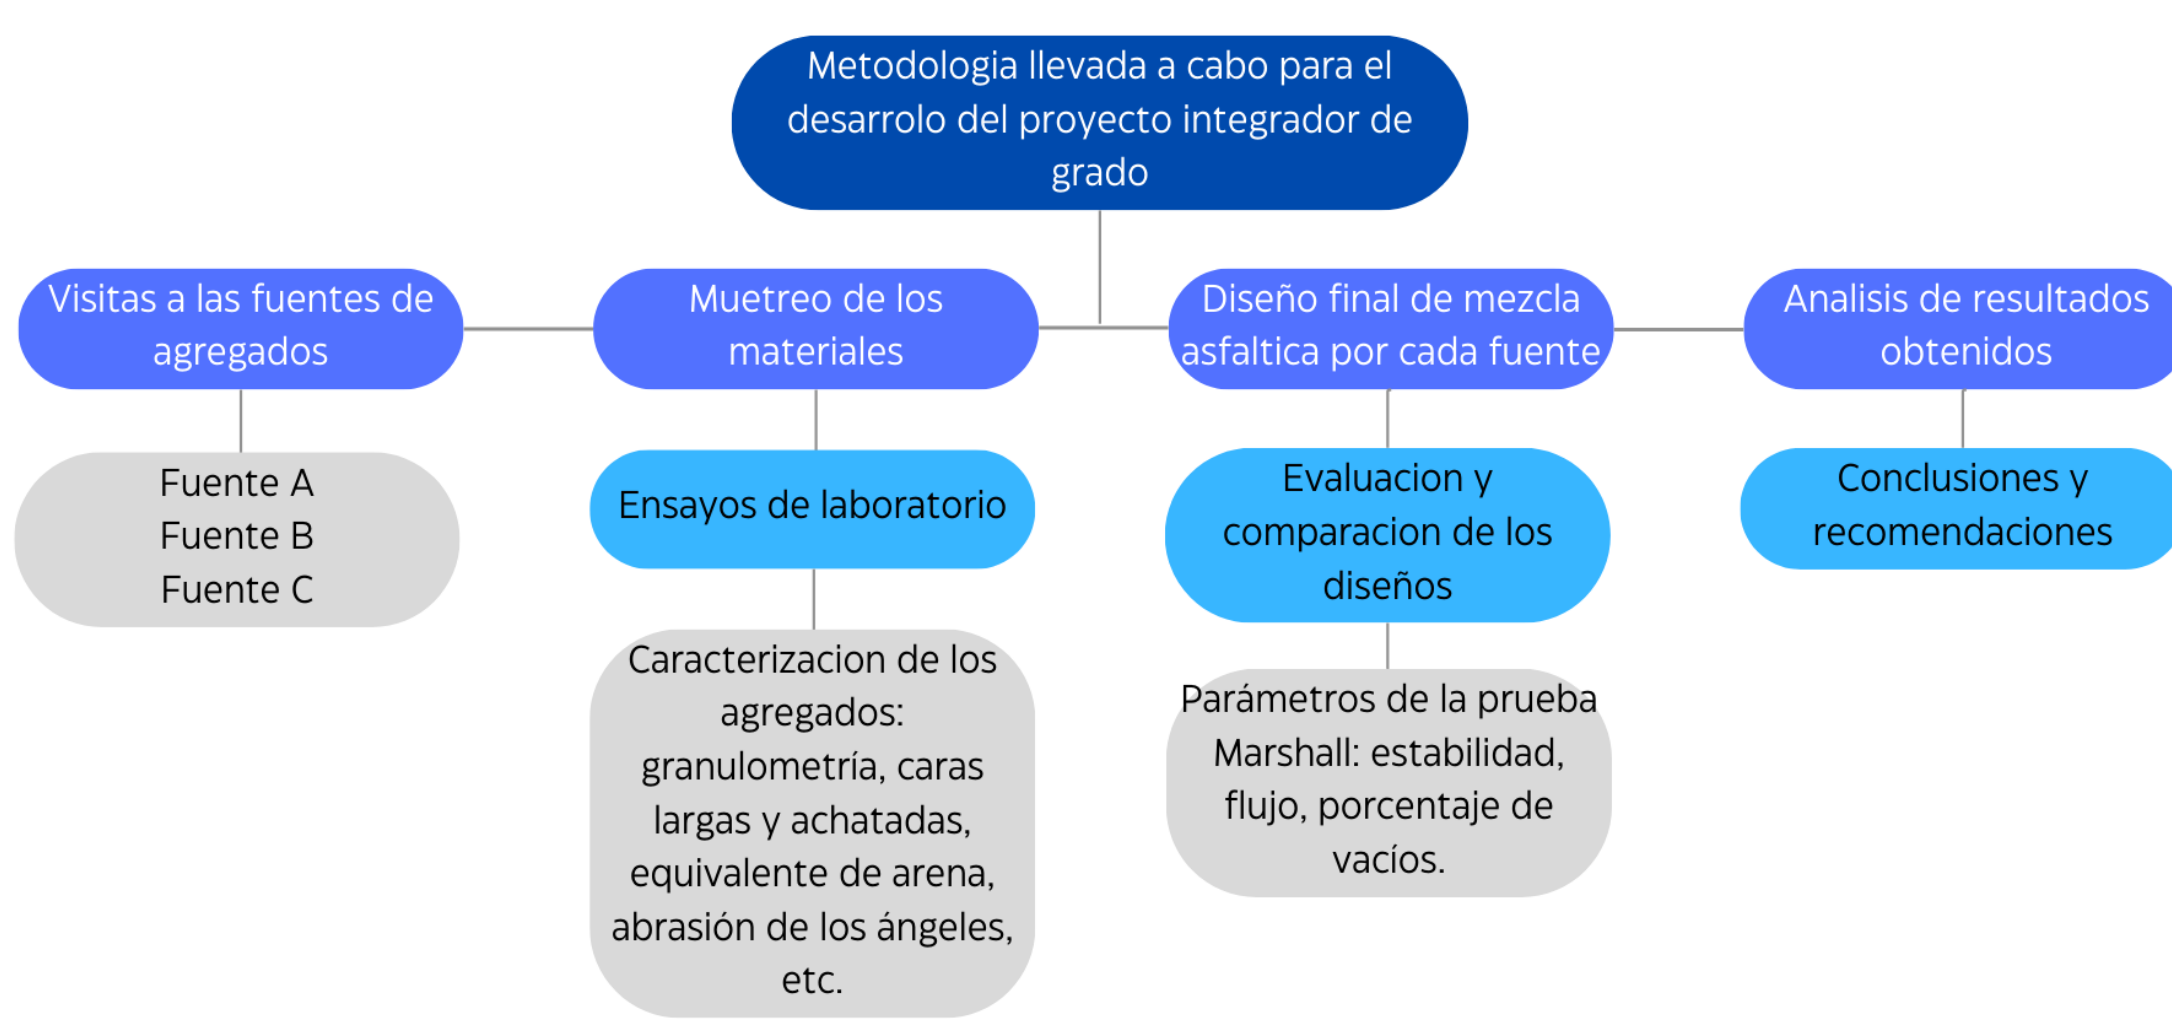 Metodologia llevada a cabo para el
desarrolo del proyecto integrador de
grado
Visitas a las fuentes de
agregados
Fuente A
Fuente B
Fuente C
Muetreo de los
materiales
Ensayos de laboratorio
Caracterizacion de los
agregados:
granulometría, caras
largas y achatadas,
equivalente de arena,
abrasión de los ángeles,
etc.
Diseño final de mezcla
asfaltica por cada fuente
Evaluacion y
comparacion de los
diseños
Parámetros de la prueba
Marshall: estabilidad,
flujo, porcentaje de
vacíos.
Analisis de resultados
obtenidos
Conclusiones y
recomendaciones